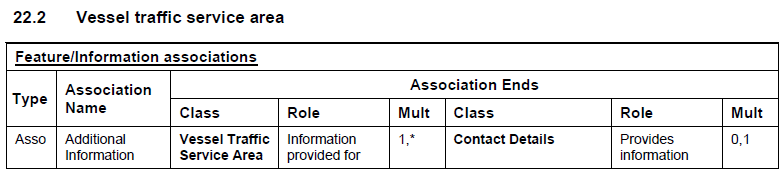 22.2 Vessel traffic service area
Feature/Information associations
Type Association Name Association Ends
Class Role Mult Class Role Mult
Asso Additional Information Vessel Traffic Service Area Information provided for 1,* Contact Details Provides information 0,1